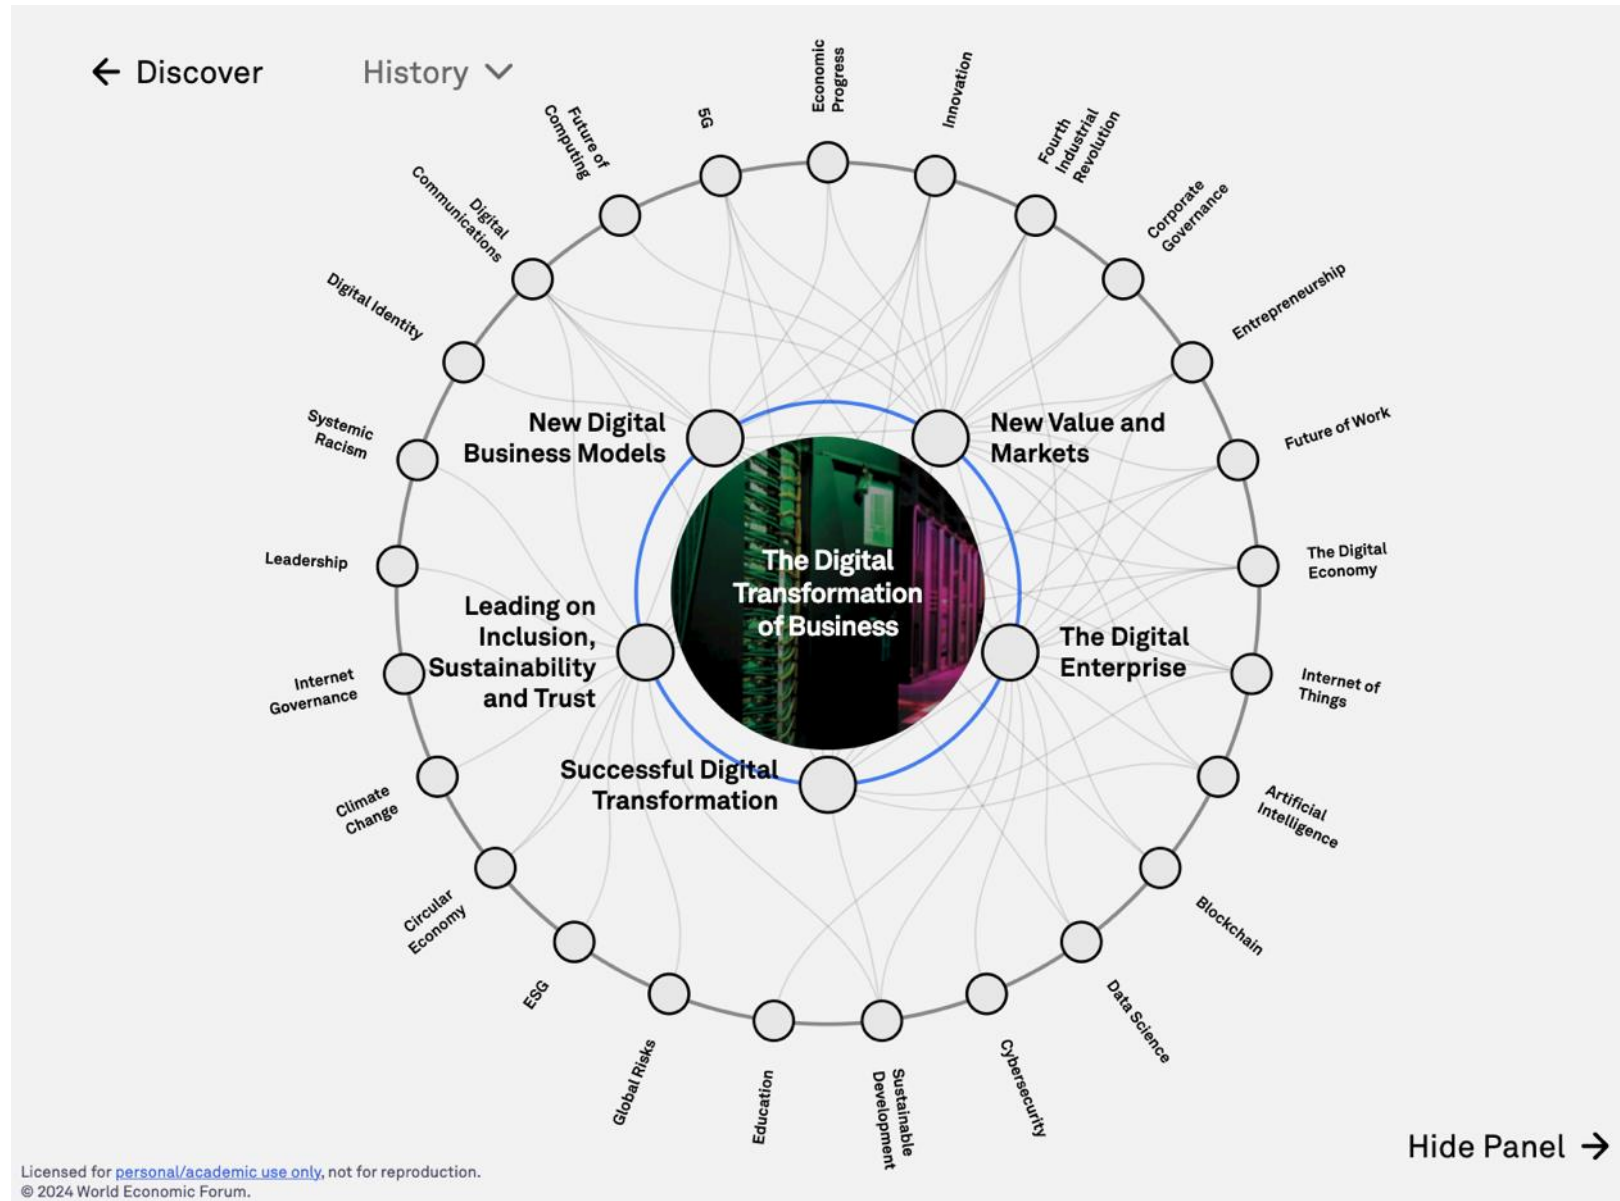 ← Discover
History
Economic
Progress
Innovation
Fourth
Industrial
Revolution
Corporate
Governance
Entrepreneurship
Future of Work
The Digital
Economy
Internet of
Things
Artificial
Intelligence
Blockchain
Data Science
Cybersecurity
Sustainable
Development
Education
Global Risks
ESG
Circular
Economy
Climate
Change
Internet
Governance
Leadership
Systemic
Racism
Digital Identity
Digital
Communications
Future of
Computing
5G
New Digital
Business Models
New Value and
Markets
The Digital
Transformation
of Business
Leading on
Inclusion,
Sustainability
and Trust
The Digital
Enterprise
Successful Digital
Transformation
Hide Panel →
Licensed for personal/academic use only, not for reproduction.
© 2024 World Economic Forum.